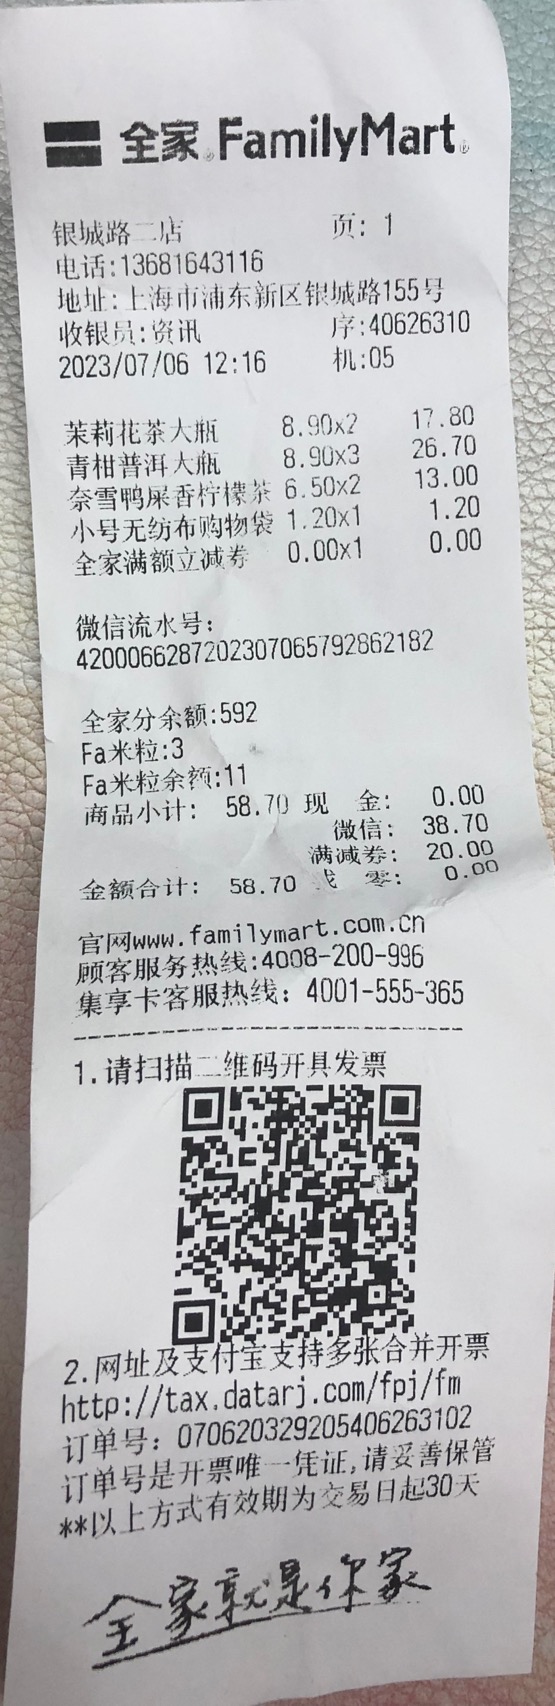 全家 FamilyMart
银城路二店 页: 1
电话:13681643116
地址:上海市浦东新区银城路155号
收银员:资讯 序:40626310
2023/07/06 12:16 机:05
茉莉花茶大瓶 8.90x2 17.80
青柑普洱大瓶 8.90x3 26.70
奈雪鸭屎香柠檬茶 6.50x2 13.00
小号无纺布购物袋 1.20x1 1.20
全家满额立减券 0.00x1 0.00
微信流水号:
4200066287202307065792862182
全家分余额:592
Fa米粒:3
Fa米粒余额:11
商品小计: 58.70 现 金: 0.00
微信: 38.70
满减券: 20.00
金额合计: 58.70 找 零: 0.00
官网www.familymart.com.cn
顾客服务热线:4008-200-996
集享卡客服热线: 4001-555-365
1.请扫描二维码开具发票
2.网址及支付宝支持多张合并开票
http://tax.datarj.com/fpj/fm
订单号: 070620329205406263102
订单号是开票唯一凭证,请妥善保管
**以上方式有效期为交易日起30天
全家就是你家